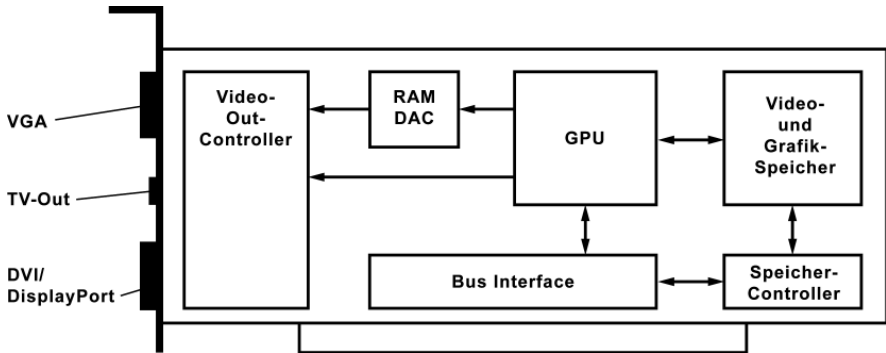 VGA
TV-Out
DVI/
DisplayPort
Video-
Out-
Controller
RAM
DAC
GPU
Video-
und
Grafik-
Speicher
Bus Interface
Speicher-
Controller